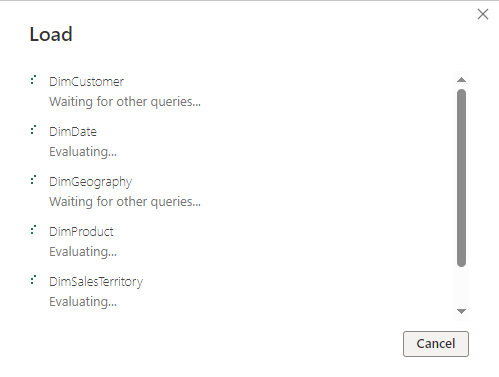 Load
DimCustomer
Waiting for other queries...
DimDate
Evaluating...
DimGeography
Waiting for other queries...
DimProduct
Evaluating...
DimSalesTerritory
Evaluating...
Cancel